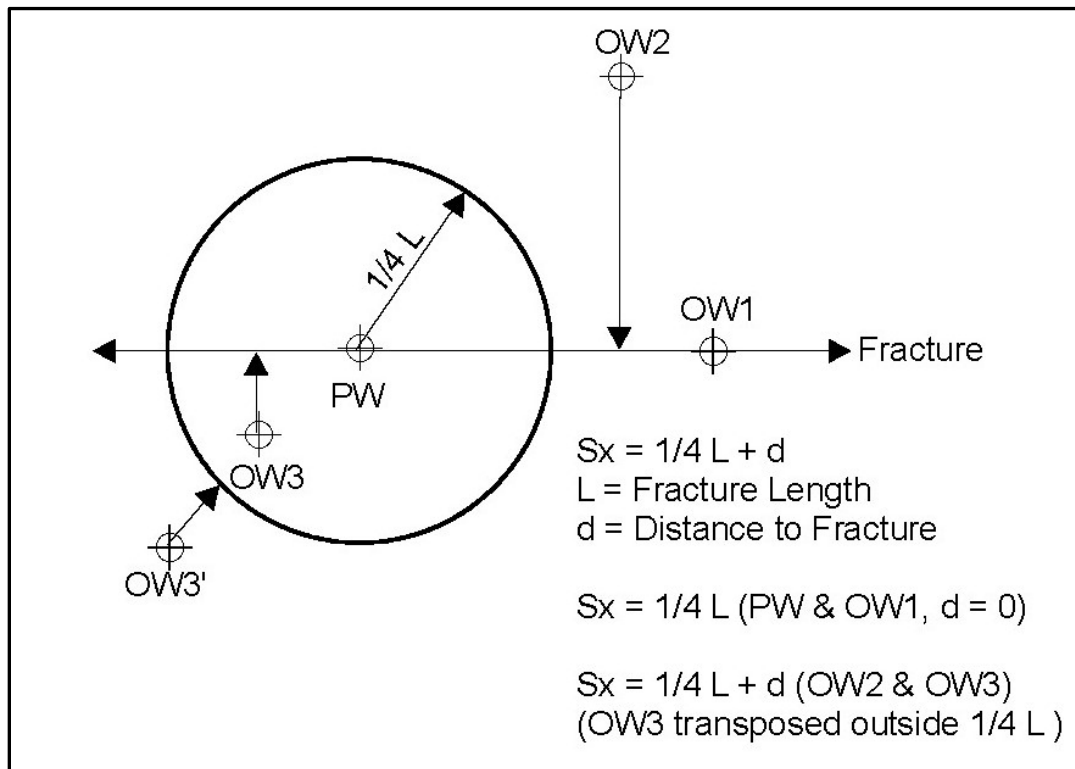 OW2
1/4 L
OW1
Fracture
PW
OW3
OW3'
Sx = 1/4 L + d
L = Fracture Length
d = Distance to Fracture
Sx = 1/4 L (PW & OW1, d = 0)
Sx = 1/4 L + d (OW2 & OW3)
(OW3 transposed outside 1/4 L )